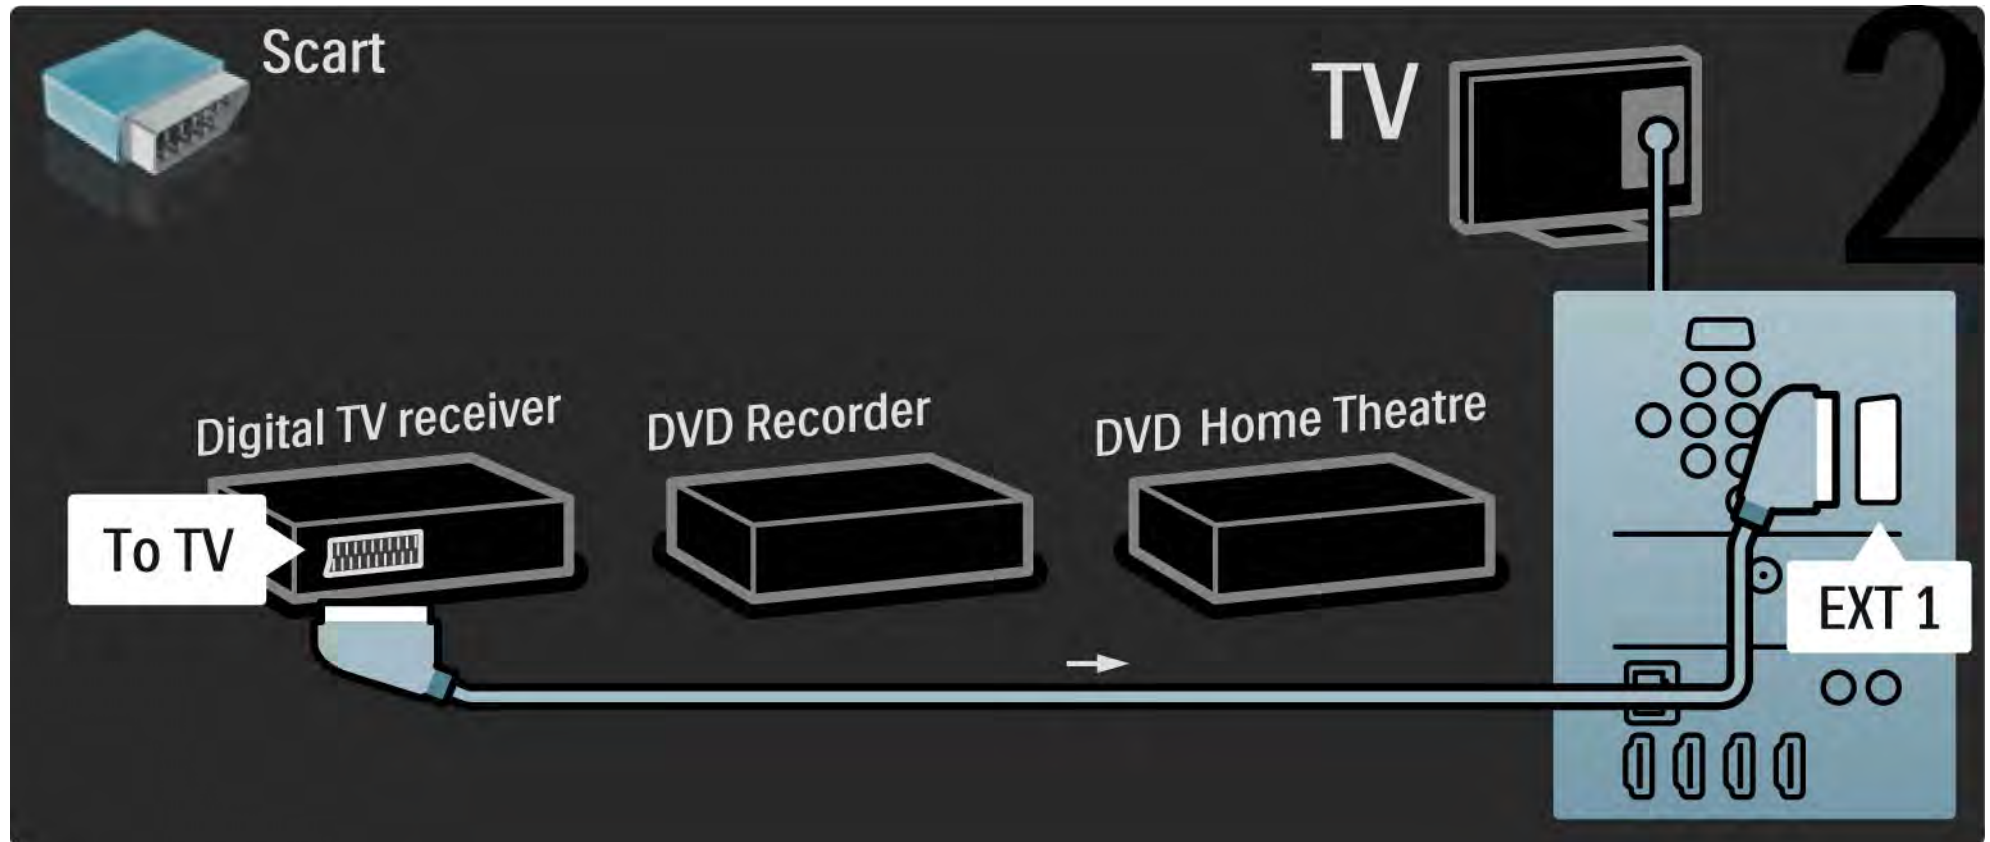 Scart
TV
2
Digital TV receiver
DVD Recorder
DVD Home Theatre
To TV
EXT 1